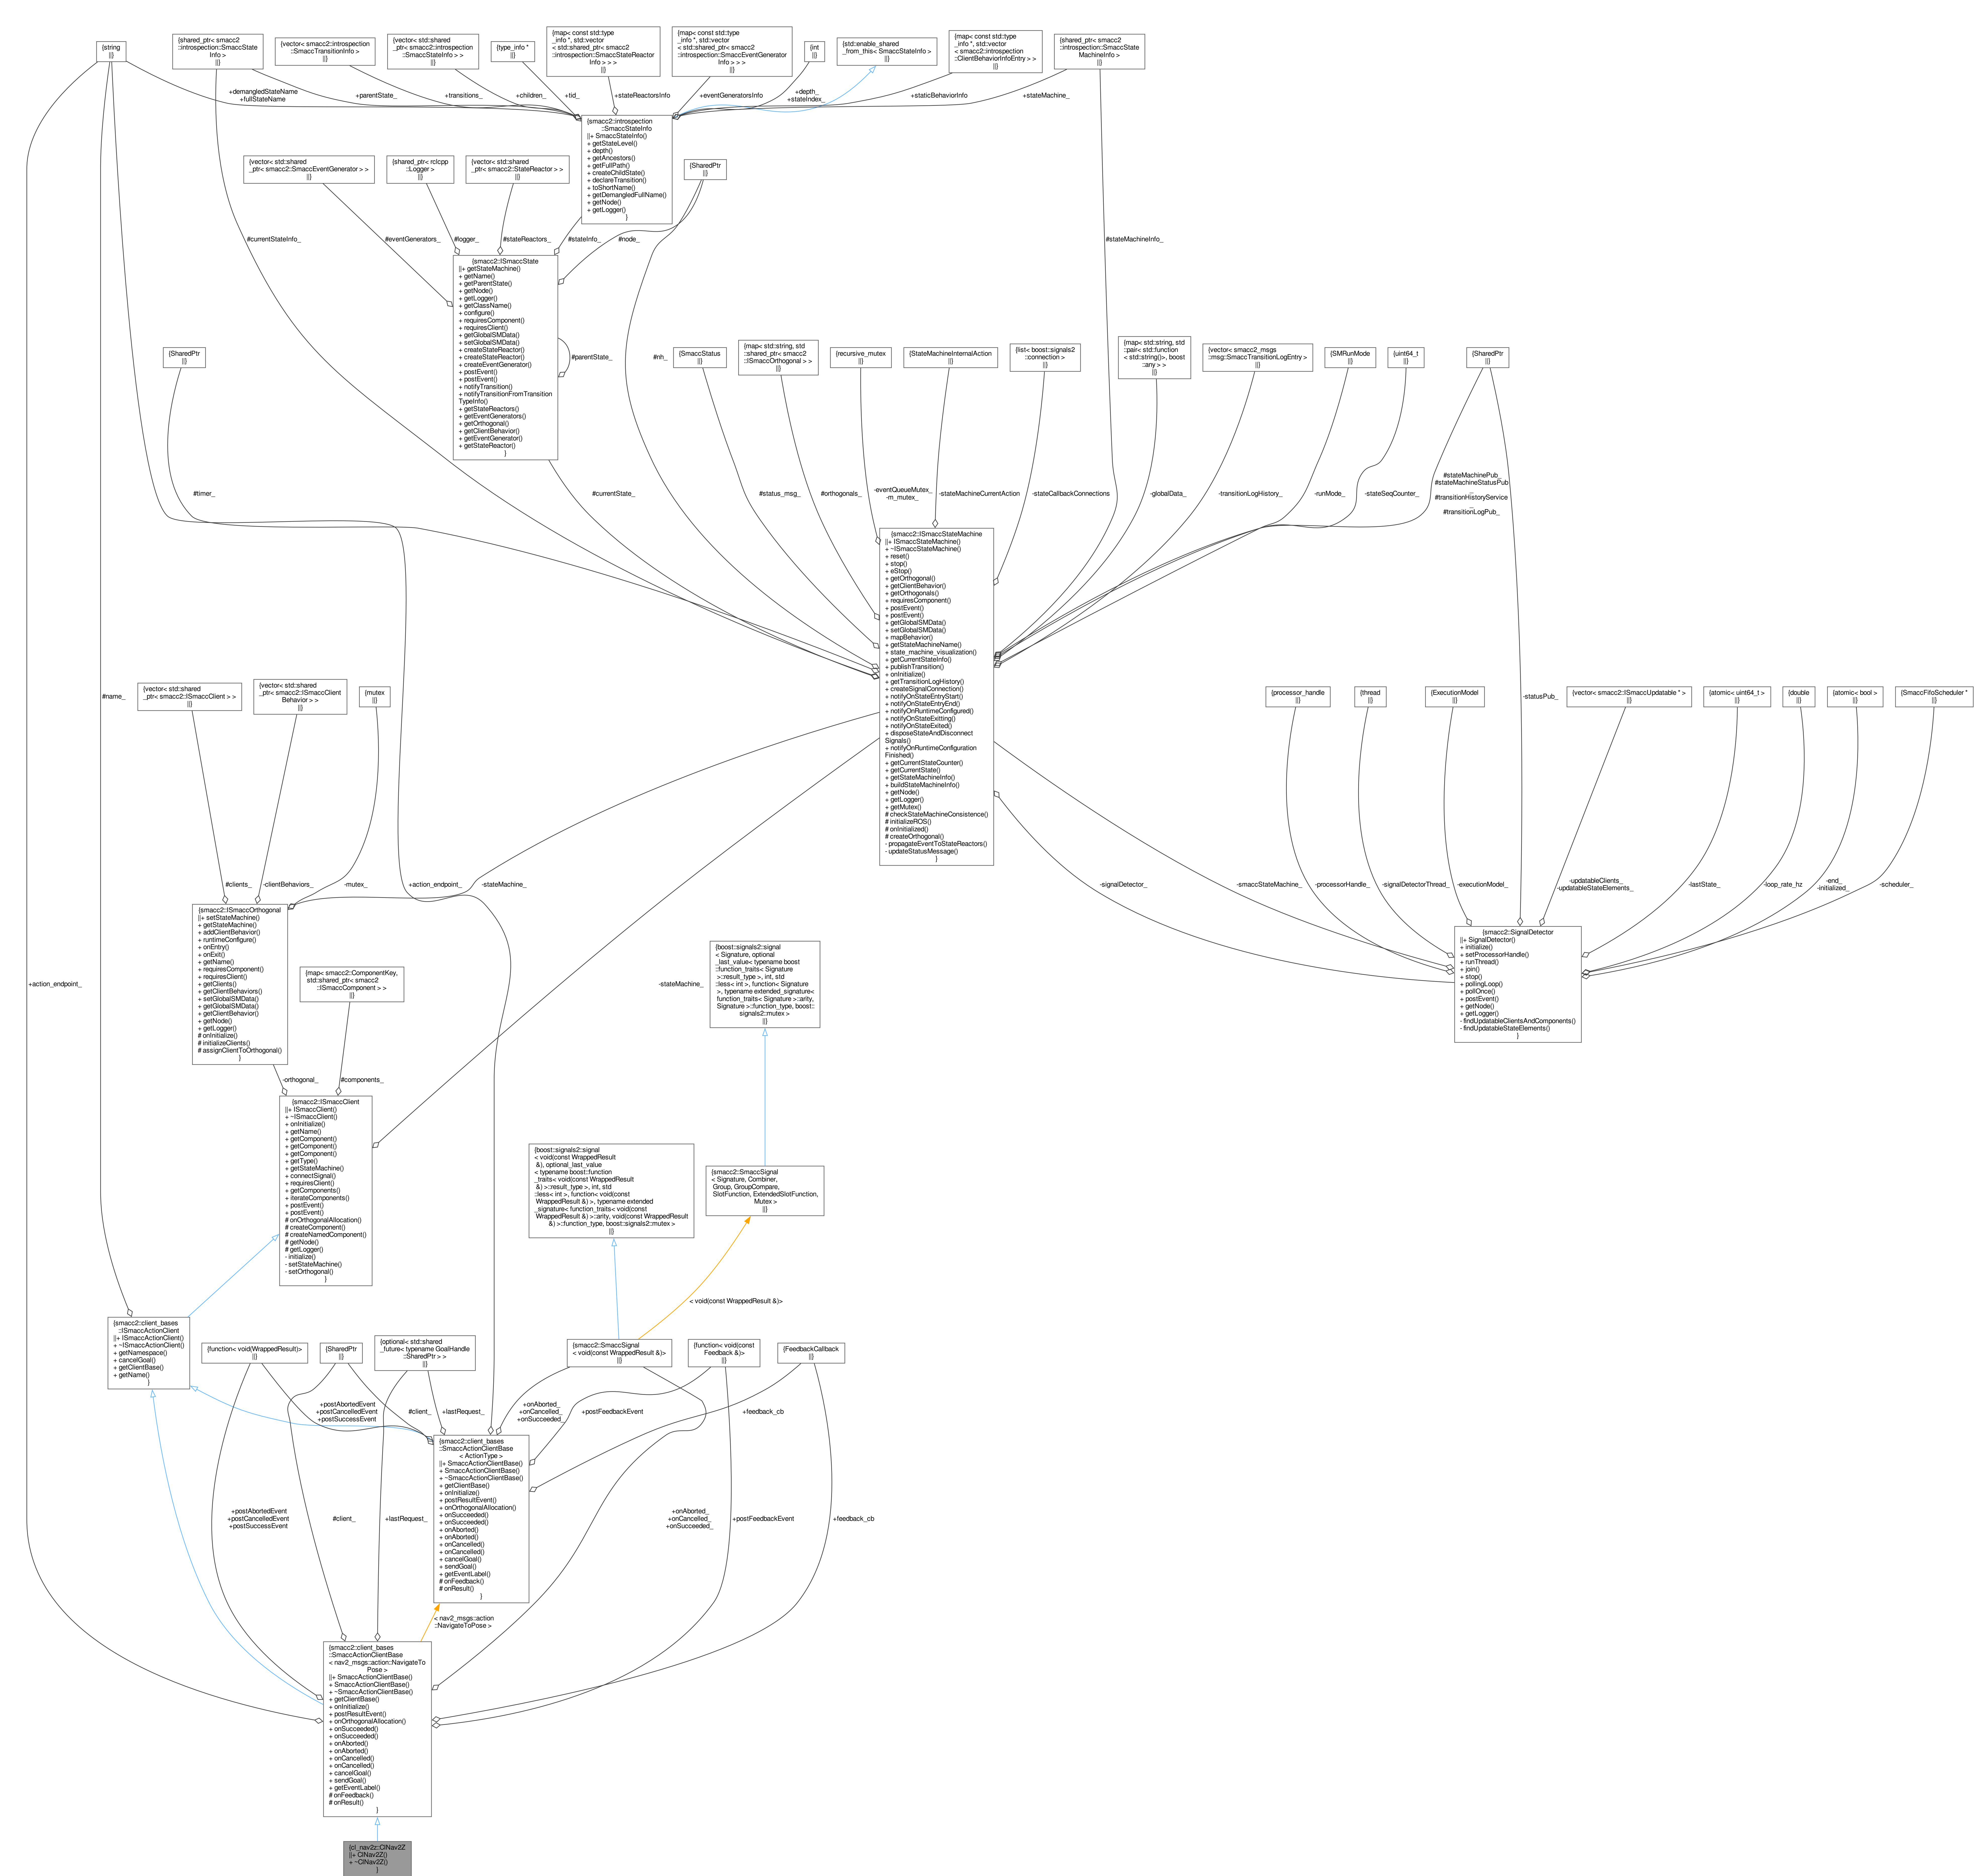 {string
||}
{shared_ptr< smacc2
::introspection::SmaccState
Info >
||}
{vector< smacc2::introspection
::SmaccTransitionInfo >
||}
{vector< std::shared
_ptr< smacc2::introspection
::SmaccStateInfo > >
||}
{type_info *
||}
{map< const std::type
_info *, std::vector
< std::shared_ptr< smacc2
::introspection::SmaccStateReactor
Info > > >
||}
{map< const std::type
_info *, std::vector
< std::shared_ptr< smacc2
::introspection::SmaccEventGenerator
Info > > >
||}
{int
||}
{std::enable_shared
_from_this< SmaccStateInfo >
||}
{map< const std::type
_info *, std::vector
< smacc2::introspection
::ClientBehaviorInfoEntry > >
||}
{shared_ptr< smacc2
::introspection::SmaccState
MachineInfo >
||}
+demangledStateName
+fullStateName
+parentState_
+transitions_
+children_
+tid_
+stateReactorsInfo
+eventGeneratorsInfo
+depth_
+stateIndex_
+staticBehaviorInfo
+stateMachine_
{smacc2::introspection
::SmaccStateInfo
||+ SmaccStateInfo()
+ getStateLevel()
+ depth()
+ getAncestors()
+ getFullPath()
+ createChildState()
+ declareTransition()
+ toShortName()
+ getDemangledFullName()
+ getNode()
+ getLogger()
}
{vector< std::shared
_ptr< smacc2::SmaccEventGenerator > >
||}
{shared_ptr< rclcpp
::Logger >
||}
{vector< std::shared
_ptr< smacc2::StateReactor > >
||}
{SharedPtr
||}
#currentStateInfo_
#eventGenerators_
#logger_
#stateReactors_
#stateInfo_
#node_
#stateMachineInfo_
{smacc2::ISmaccState
||+ getStateMachine()
+ getName()
+ getParentState()
+ getNode()
+ getLogger()
+ getClassName()
+ configure()
+ requiresComponent()
+ requiresClient()
+ getGlobalSMData()
+ setGlobalSMData()
+ createStateReactor()
+ createStateReactor()
+ createEventGenerator()
+ postEvent()
+ postEvent()
+ notifyTransition()
+ notifyTransitionFromTransition
TypeInfo()
+ getStateReactors()
+ getEventGenerators()
+ getOrthogonal()
+ getClientBehavior()
+ getEventGenerator()
+ getStateReactor()
}
#parentState_
{SharedPtr
||}
#nh_
{SmaccStatus
||}
{map< std::string, std
::shared_ptr< smacc2
::ISmaccOrthogonal > >
||}
{recursive_mutex
||}
{StateMachineInternalAction
||}
{list< boost::signals2
::connection >
||}
{map< std::string, std
::pair< std::function
< std::string()>, boost
::any > >
||}
{vector< smacc2_msgs
::msg::SmaccTransitionLogEntry >
||}
{SMRunMode
||}
{uint64_t
||}
{SharedPtr
||}
#timer_
#currentState_
#status_msg_
#orthogonals_
-eventQueueMutex_
-m_mutex_
-stateMachineCurrentAction
-stateCallbackConnections
-globalData_
-transitionLogHistory_
-runMode_
-stateSeqCounter_
#stateMachinePub_
#stateMachineStatusPub
_
#transitionHistoryService
_
#transitionLogPub_
{smacc2::ISmaccStateMachine
||+ ISmaccStateMachine()
+ ~ISmaccStateMachine()
+ reset()
+ stop()
+ eStop()
+ getOrthogonal()
+ getClientBehavior()
+ getOrthogonals()
+ requiresComponent()
+ postEvent()
+ postEvent()
+ getGlobalSMData()
+ setGlobalSMData()
+ mapBehavior()
+ getStateMachineName()
+ state_machine_visualization()
+ getCurrentStateInfo()
+ publishTransition()
+ onInitialize()
+ getTransitionLogHistory()
+ createSignalConnection()
+ notifyOnStateEntryStart()
+ notifyOnStateEntryEnd()
+ notifyOnRuntimeConfigured()
+ notifyOnStateExitting()
+ notifyOnStateExited()
+ disposeStateAndDisconnect
Signals()
+ notifyOnRuntimeConfiguration
Finished()
+ getCurrentStateCounter()
+ getCurrentState()
+ getStateMachineInfo()
+ buildStateMachineInfo()
+ getNode()
+ getLogger()
+ getMutex()
# checkStateMachineConsistence()
# initializeROS()
# onInitialized()
# createOrthogonal()
- propagateEventToStateReactors()
- updateStatusMessage()
}
#name_
{vector< std::shared
_ptr< smacc2::ISmaccClient > >
||}
{vector< std::shared
_ptr< smacc2::ISmaccClient
Behavior > >
||}
{mutex
||}
{processor_handle
||}
{thread
||}
{ExecutionModel
||}
-statusPub_
{vector< smacc2::ISmaccUpdatable * >
||}
{atomic< uint64_t >
||}
{double
||}
{atomic< bool >
||}
{SmaccFifoScheduler *
||}
#clients_
-clientBehaviors_
-mutex_
+action_endpoint_
-stateMachine_
-signalDetector_
-smaccStateMachine_
-processorHandle_
-signalDetectorThread_
-executionModel_
-updatableClients_
-updatableStateElements_
-lastState_
-loop_rate_hz
-end_
-initialized_
-scheduler_
{smacc2::ISmaccOrthogonal
||+ setStateMachine()
+ getStateMachine()
+ addClientBehavior()
+ runtimeConfigure()
+ onEntry()
+ onExit()
+ getName()
+ requiresComponent()
+ requiresClient()
+ getClients()
+ getClientBehaviors()
+ setGlobalSMData()
+ getGlobalSMData()
+ getClientBehavior()
+ getNode()
+ getLogger()
# onInitialize()
# initializeClients()
# assignClientToOrthogonal()
}
{smacc2::SignalDetector
||+ SignalDetector()
+ initialize()
+ setProcessorHandle()
+ runThread()
+ join()
+ stop()
+ pollingLoop()
+ pollOnce()
+ postEvent()
+ getNode()
+ getLogger()
- findUpdatableClientsAndComponents()
- findUpdatableStateElements()
}
+action_endpoint_
{map< smacc2::ComponentKey,
std::shared_ptr< smacc2
::ISmaccComponent > >
||}
-stateMachine_
{boost::signals2::signal
< Signature, optional
_last_value< typename boost
::function_traits< Signature
>::result_type >, int, std
::less< int >, function< Signature
>, typename extended_signature<
function_traits< Signature >::arity,
Signature >::function_type, boost::
signals2::mutex >
||}
-orthogonal_
#components_
{smacc2::ISmaccClient
||+ ISmaccClient()
+ ~ISmaccClient()
+ onInitialize()
+ getName()
+ getComponent()
+ getComponent()
+ getComponent()
+ getType()
+ getStateMachine()
+ connectSignal()
+ requiresClient()
+ getComponents()
+ iterateComponents()
+ postEvent()
+ postEvent()
# onOrthogonalAllocation()
# createComponent()
# createNamedComponent()
# getNode()
# getLogger()
- initialize()
- setStateMachine()
- setOrthogonal()
}
{boost::signals2::signal
< void(const WrappedResult
&), optional_last_value
< typename boost::function
_traits< void(const WrappedResult
&) >::result_type >, int, std
::less< int >, function< void(const
WrappedResult &) >, typename extended
_signature< function_traits< void(const
WrappedResult &) >::arity, void(const WrappedResult
&) >::function_type, boost::signals2::mutex >
||}
{smacc2::SmaccSignal
< Signature, Combiner,
Group, GroupCompare,
SlotFunction, ExtendedSlotFunction,
Mutex >
||}
< void(const WrappedResult &)>
{smacc2::client_bases
::ISmaccActionClient
||+ ISmaccActionClient()
+ ~ISmaccActionClient()
+ getNamespace()
+ cancelGoal()
+ getClientBase()
+ getName()
}
{function< void(WrappedResult)>
||}
{SharedPtr
||}
{optional< std::shared
_future< typename GoalHandle
::SharedPtr > >
||}
{smacc2::SmaccSignal
< void(const WrappedResult &)>
||}
{function< void(const
Feedback &)>
||}
{FeedbackCallback
||}
+postAbortedEvent
+postCancelledEvent
+postSuccessEvent
#client_
+lastRequest_
+onAborted_
+onCancelled_
+onSucceeded_
+postFeedbackEvent
+feedback_cb
{smacc2::client_bases
::SmaccActionClientBase
< ActionType >
||+ SmaccActionClientBase()
+ SmaccActionClientBase()
+ ~SmaccActionClientBase()
+ getClientBase()
+ onInitialize()
+ postResultEvent()
+ onOrthogonalAllocation()
+ onSucceeded()
+ onSucceeded()
+ onAborted()
+ onAborted()
+ onCancelled()
+ onCancelled()
+ cancelGoal()
+ sendGoal()
+ getEventLabel()
# onFeedback()
# onResult()
}
+postAbortedEvent
+postCancelledEvent
+postSuccessEvent
#client_
+lastRequest_
+onAborted_
+onCancelled_
+onSucceeded_
+postFeedbackEvent
+feedback_cb
< nav2_msgs::action
::NavigateToPose >
{smacc2::client_bases
::SmaccActionClientBase
< nav2_msgs::action::NavigateTo
Pose >
||+ SmaccActionClientBase()
+ SmaccActionClientBase()
+ ~SmaccActionClientBase()
+ getClientBase()
+ onInitialize()
+ postResultEvent()
+ onOrthogonalAllocation()
+ onSucceeded()
+ onSucceeded()
+ onAborted()
+ onAborted()
+ onCancelled()
+ onCancelled()
+ cancelGoal()
+ sendGoal()
+ getEventLabel()
# onFeedback()
# onResult()
}
{cl_nav2z::ClNav2Z
||+ ClNav2Z()
+ ~ClNav2Z()
}